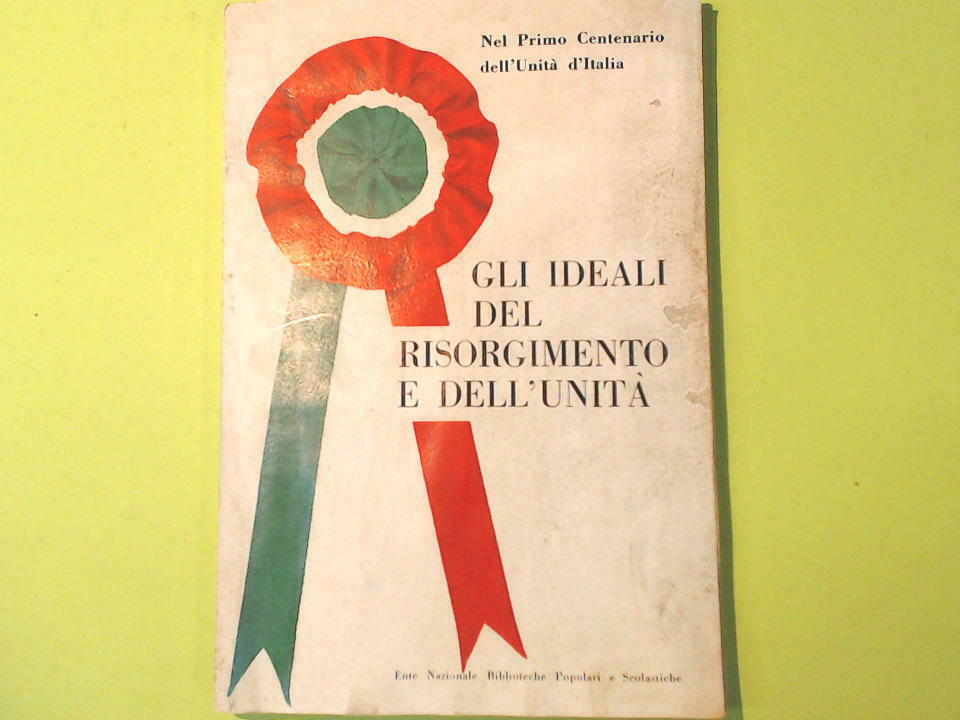 Nel Primo Centenario
dell'Unità d'Italia
GLI IDEALI
DEL
RISORGIMENTO
E DELL'UNITÀ
Ente Nazionale Biblioteche Popolari e Scolastiche